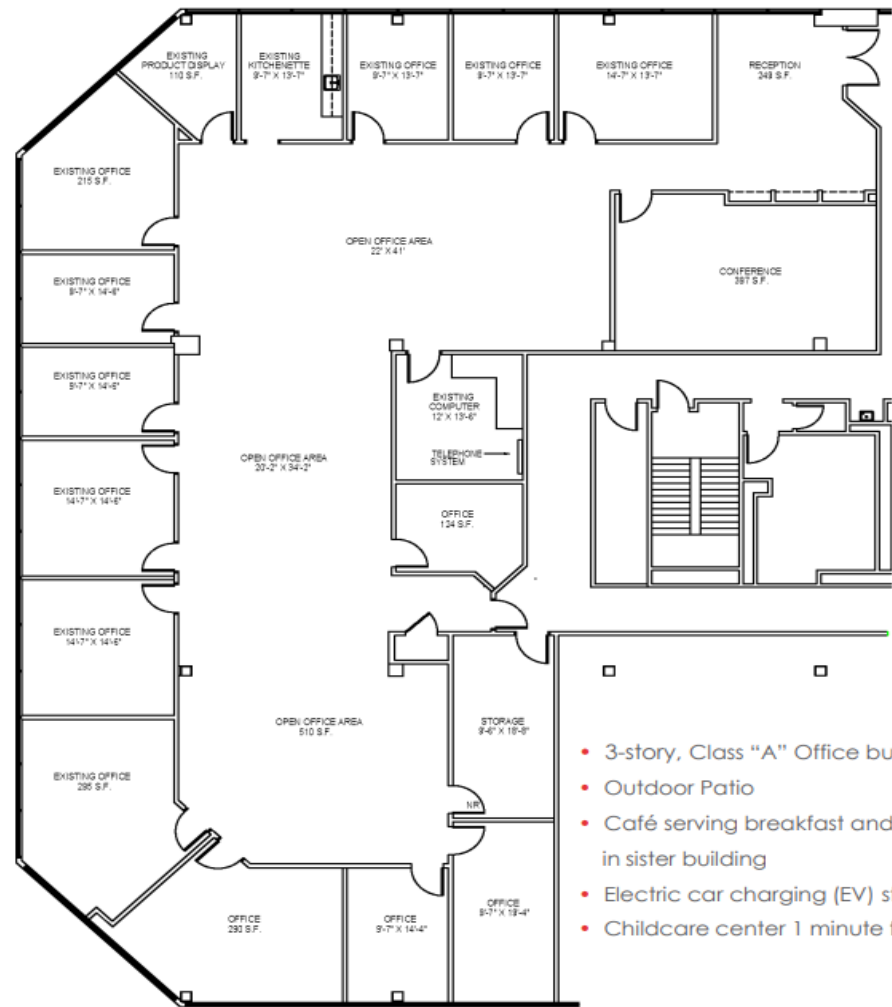 EXISTING
PRODUCT DISPLAY
110 S.F.
EXISTING
KITCHENETTE
9'-7" X 13'-7"
EXISTING OFFICE
9'-7" X 13'-7"
EXISTING OFFICE
9'-7" X 13'-7"
EXISTING OFFICE
14'-7" X 13'-7"
RECEPTION
249 S.F.
EXISTING OFFICE
215 S.F.
OPEN OFFICE AREA
22' X 41'
CONFERENCE
397 S.F.
EXISTING OFFICE
9'-7" X 14'-6"
EXISTING OFFICE
9'-7" X 14'-6"
EXISTING
COMPUTER
12' X 13'-6"
TELEPHONE
SYSTEM
OPEN OFFICE AREA
20'-2" X 34'-2"
EXISTING OFFICE
14'-7" X 14'-6"
OFFICE
124 S.F.
EXISTING OFFICE
14'-7" X 14'-6"
OPEN OFFICE AREA
510 S.F.
STORAGE
9'-6" X 18'-8"
EXISTING OFFICE
295 S.F.
NR
OFFICE
290 S.F.
OFFICE
9'-7" X 14'-4"
OFFICE
9'-7" X 18'-4"
• 3-story, Class “A” Office bu
• Outdoor Patio
• Café serving breakfast and
in sister building
• Electric car charging (EV) s
• Childcare center 1 minute